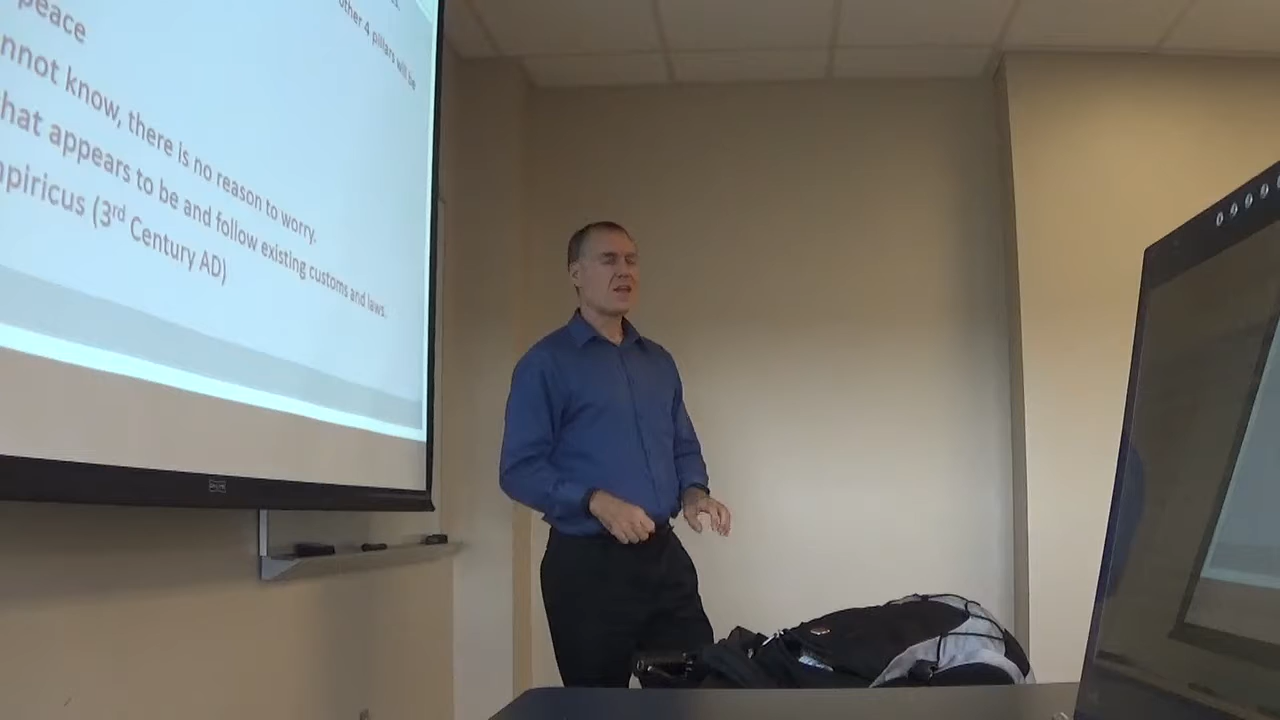 other 4 pillars will be
peace
nnot know, there is no reason to worry.
hat appears to be and follow existing customs and laws.
piricus (3rd Century AD)